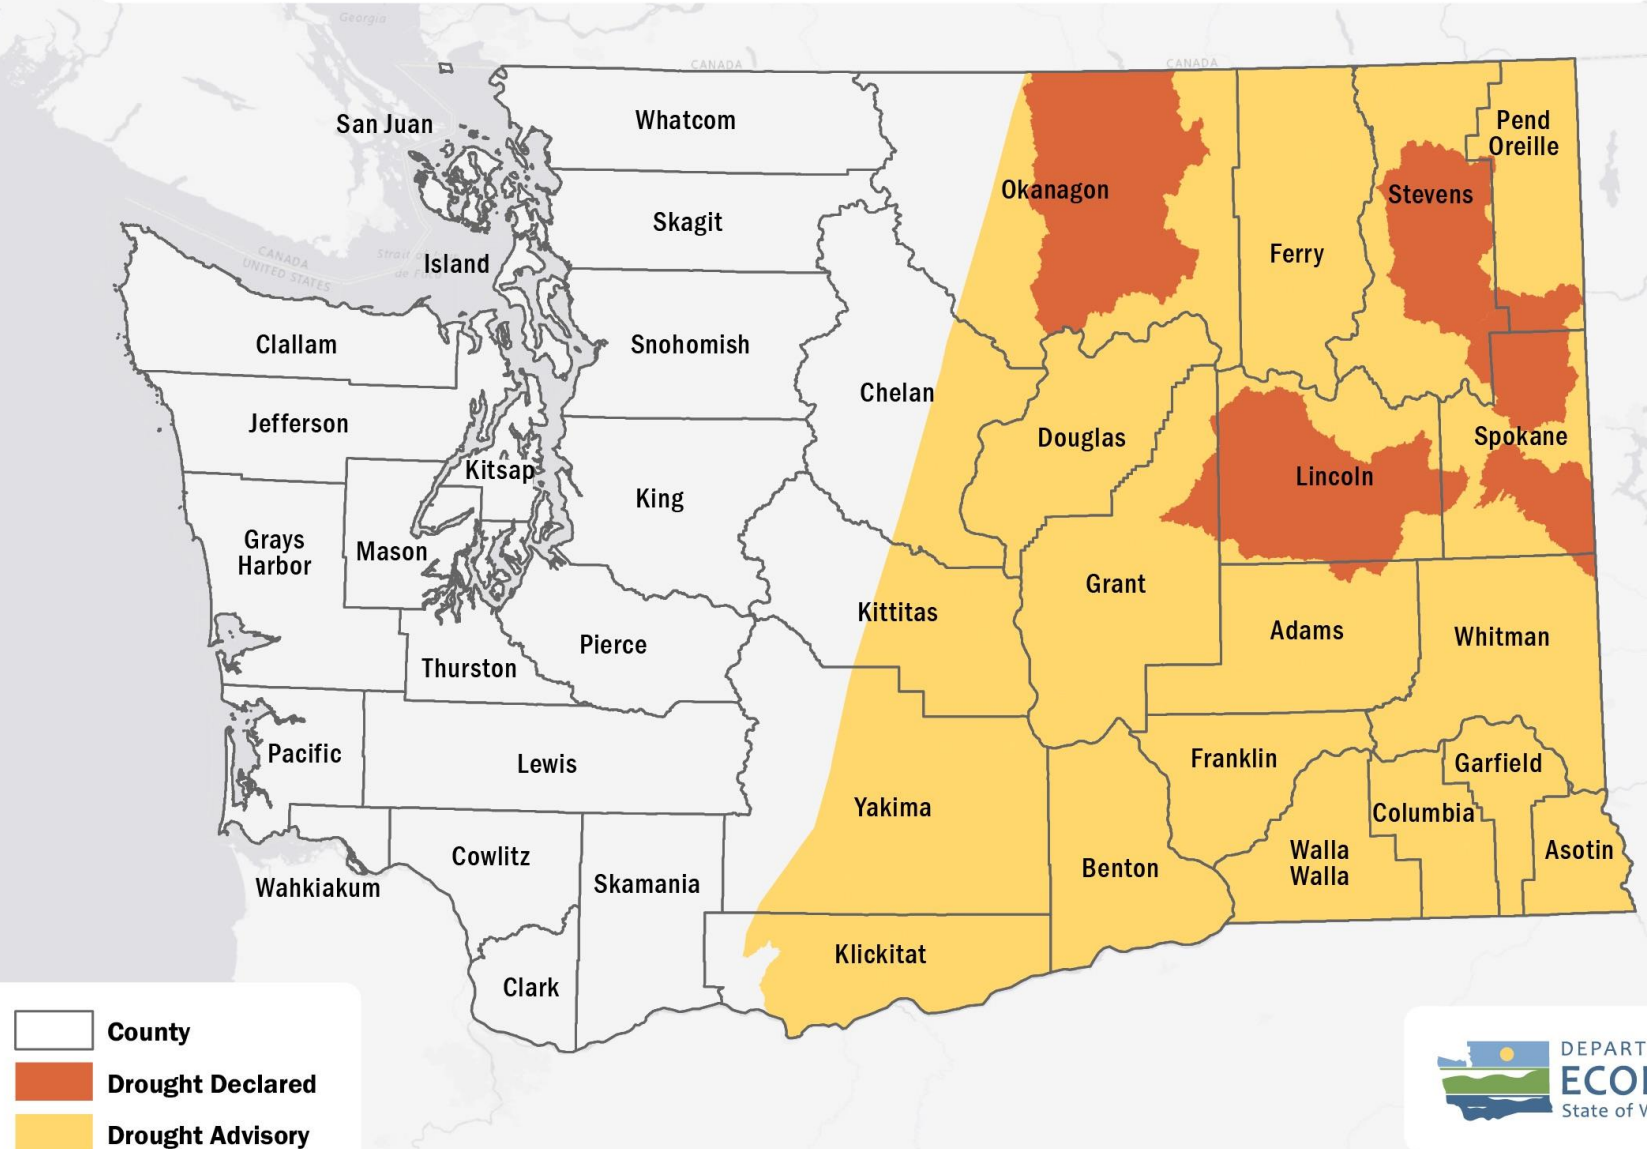 Georgia
CANADA
CANADA
San Juan
Whatcom
Pend
Oreille
Okanagon
Stevens
Skagit
Ferry
CANADA
UNITED STATES
Strait
de Fuca
Island
Clallam
Snohomish
Chelan
Jefferson
Douglas
Spokane
Kitsap
Lincoln
King
Grays
Harbor
Mason
Grant
Kittitas
Adams
Whitman
Pierce
Thurston
Pacific
Lewis
Franklin
Garfield
Yakima
Columbia
Cowlitz
Walla
Walla
Asotin
Benton
Wahkiakum
Skamania
Klickitat
Clark
County
Drought Declared
Drought Advisory
DEPART
ECO
State of W